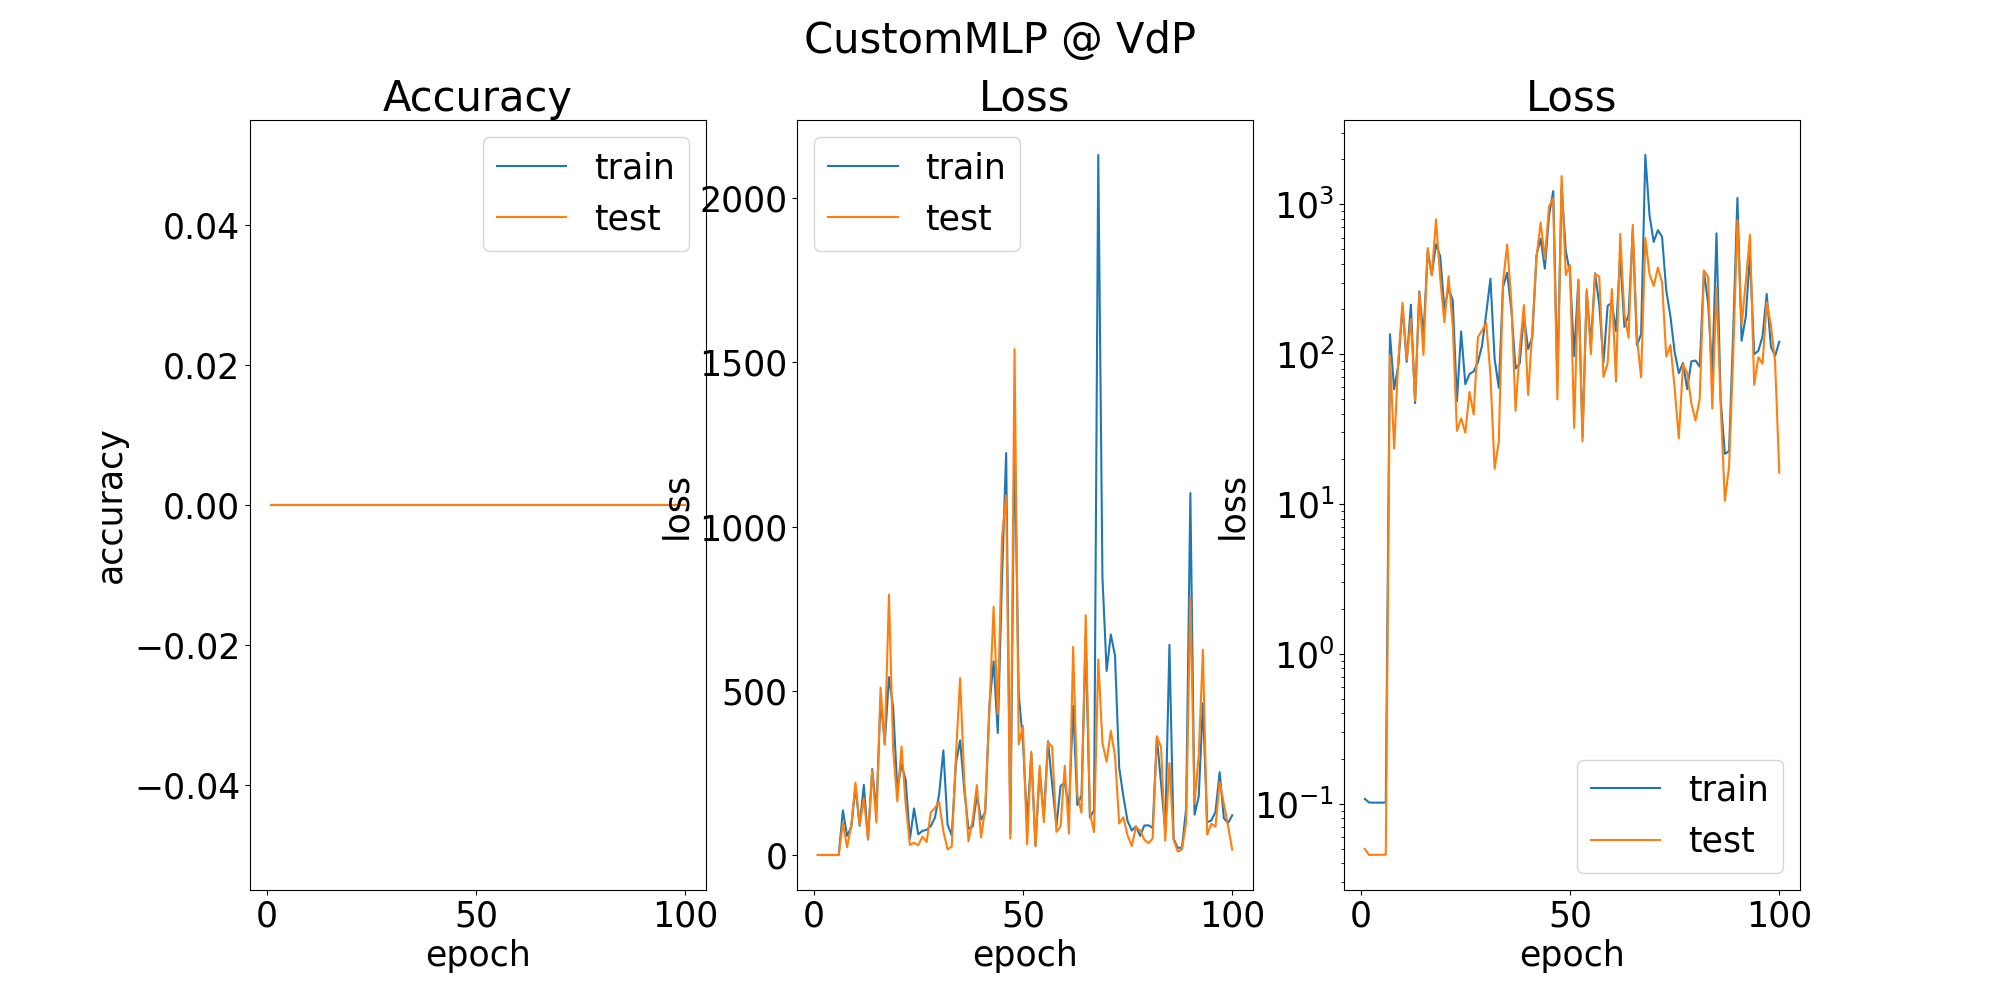 CustomMLP @ VdP
Accuracy
train
test
0.04
0.02
0.00
−0.02
−0.04
accuracy
0
50
100
epoch
Loss
train
test
2000
1500
1000
500
0
loss
0
50
100
epoch
Loss
10³
10²
10¹
10⁰
10⁻¹
loss
train
test
0
50
100
epoch